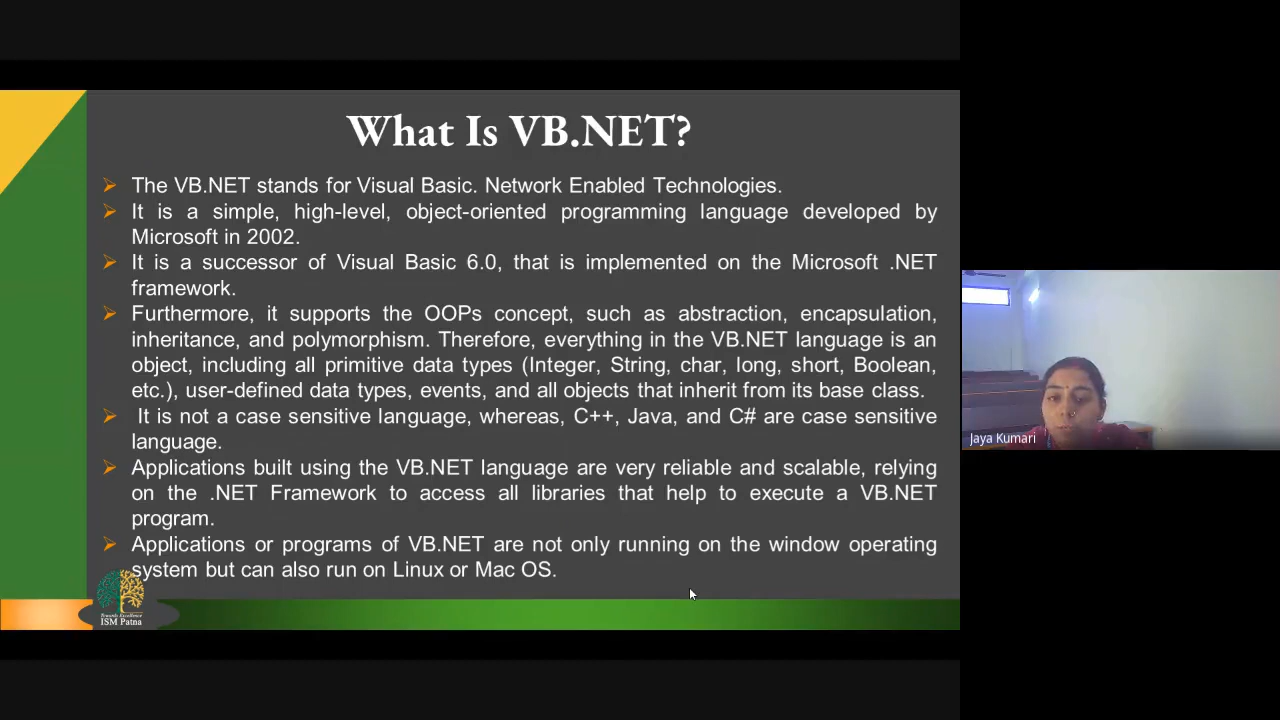 What Is VB.NET?
➢ The VB.NET stands for Visual Basic. Network Enabled Technologies.
➢ It is a simple, high-level, object-oriented programming language developed by
Microsoft in 2002.
➢ It is a successor of Visual Basic 6.0, that is implemented on the Microsoft .NET
framework.
➢ Furthermore, it supports the OOPs concept, such as abstraction, encapsulation,
inheritance, and polymorphism. Therefore, everything in the VB.NET language is an
object, including all primitive data types (Integer, String, char, long, short, Boolean,
etc.), user-defined data types, events, and all objects that inherit from its base class.
➢ It is not a case sensitive language, whereas, C++, Java, and C# are case sensitive
language.
➢ Applications built using the VB.NET language are very reliable and scalable, relying
on the .NET Framework to access all libraries that help to execute a VB.NET
program.
➢ Applications or programs of VB.NET are not only running on the window operating
system but can also run on Linux or Mac OS.
Towards Excellence
ISM Patna
Jaya Kumari